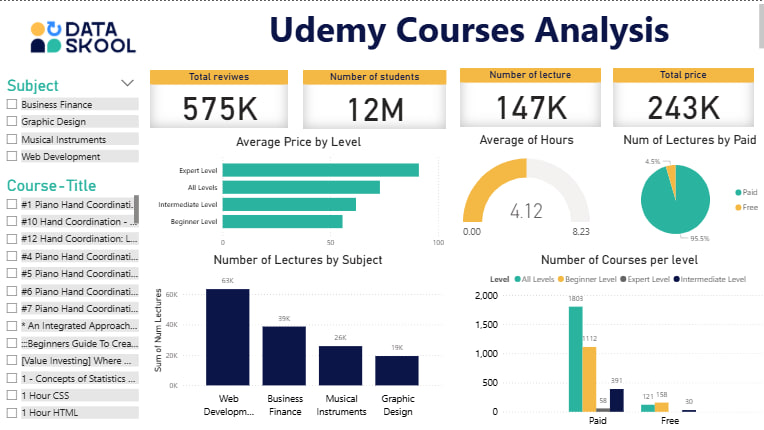 DATA
SKOOL
Udemy Courses Analysis
Subject
Business Finance
Graphic Design
Musical Instruments
Web Development
Course-Title
#1 Piano Hand Coordinati...
#10 Hand Coordination - ...
#12 Hand Coordination: L...
#4 Piano Hand Coordinati...
#5 Piano Hand Coordinati...
#6 Piano Hand Coordinati...
#7 Piano Hand Coordinati...
* An Integrated Approach...
:::Beginners Guide To Crea...
[Value Investing] Where ...
1 - Concepts of Statistics ...
1 Hour CSS
1 Hour HTML
Total reviwes
575K
Number of students
12M
Number of lecture
147K
Total price
243K
Average Price by Level
Expert Level
All Levels
Intermediate Level
Beginner Level
0
50
100
Average of Hours
4.12
0.00
8.23
Num of Lectures by Paid
4.5%
95.5%
Paid
Free
Number of Lectures by Subject
Sum of Num Lectures
60K
40K
20K
0K
63K
39K
26K
19K
Web
Developm...
Business
Finance
Musical
Instruments
Graphic
Design
Number of Courses per level
Level All Levels Beginner Level Expert Level Intermediate Level
2,000
1,500
1,000
500
0
1803
1112
58
391
121
158
30
Paid
Free